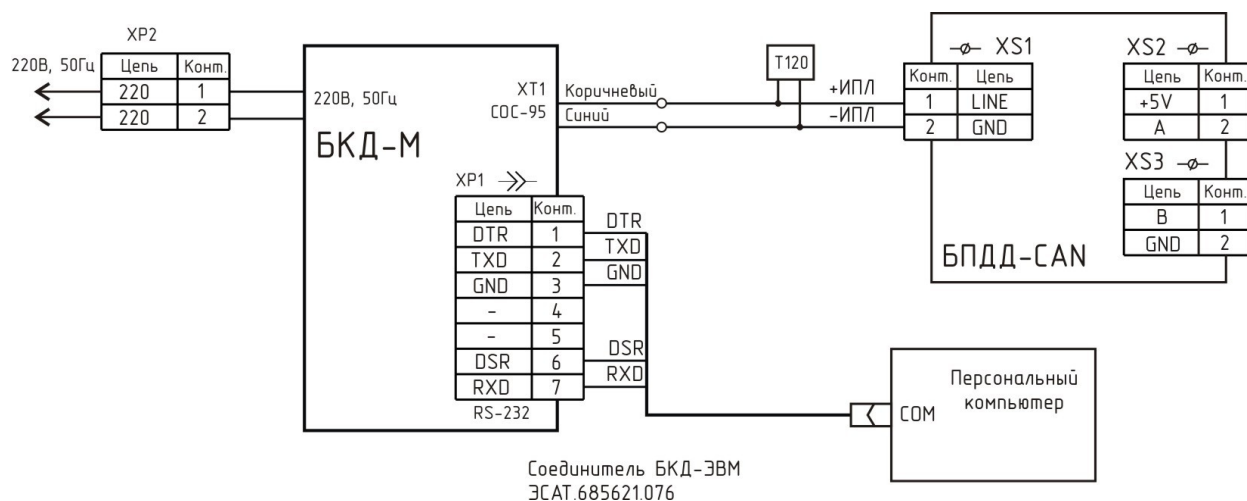 XP2
220В, 50Гц
Цепь Конт.
220 1
220 2
220В, 50Гц
БКД-М
XT1
СОС-95
Коричневый
Синий
T120
+ИПЛ
-ИПЛ
XS1
Конт. Цепь
1 LINE
2 GND
XS2
Цепь Конт.
+5V 1
A 2
XS3
Цепь Конт.
B 1
GND 2
БПДД-CAN
XP1
Цепь Конт.
DTR 1
TXD 2
GND 3
- 4
- 5
DSR 6
RXD 7
RS-232
DTR
TXD
GND
DSR
RXD
COM
Персональный
компьютер
Соединитель БКД-ЭВМ
ЭСАТ.685621.076